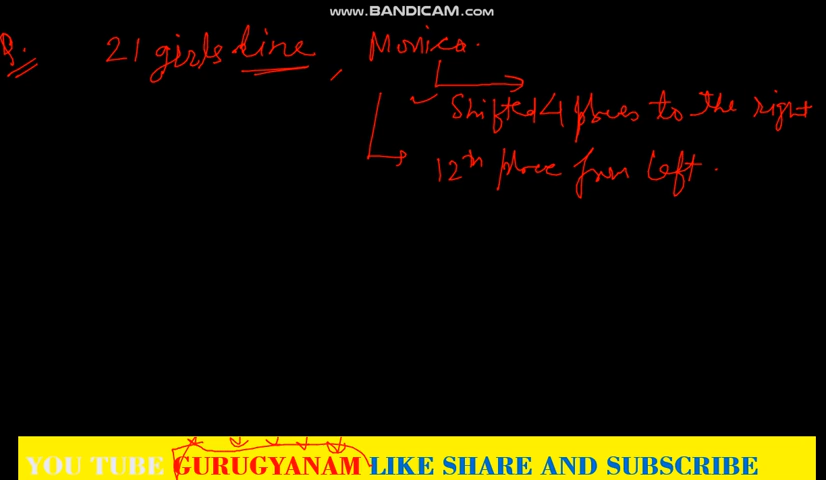 www.BANDICAM.com
Q. 21 girls line, Monica.
Shifted 4 places to the right
12th place from left.
YOU TUBE GURUGYANAM LIKE SHARE AND SUBSCRIBE